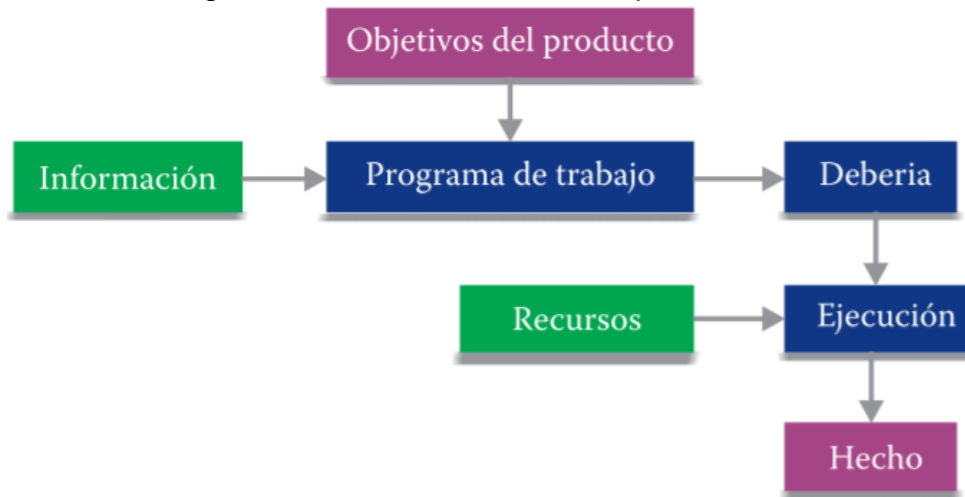 Objetivos del producto
Información
Programa de trabajo
Deberia
Recursos
Ejecución
Hecho